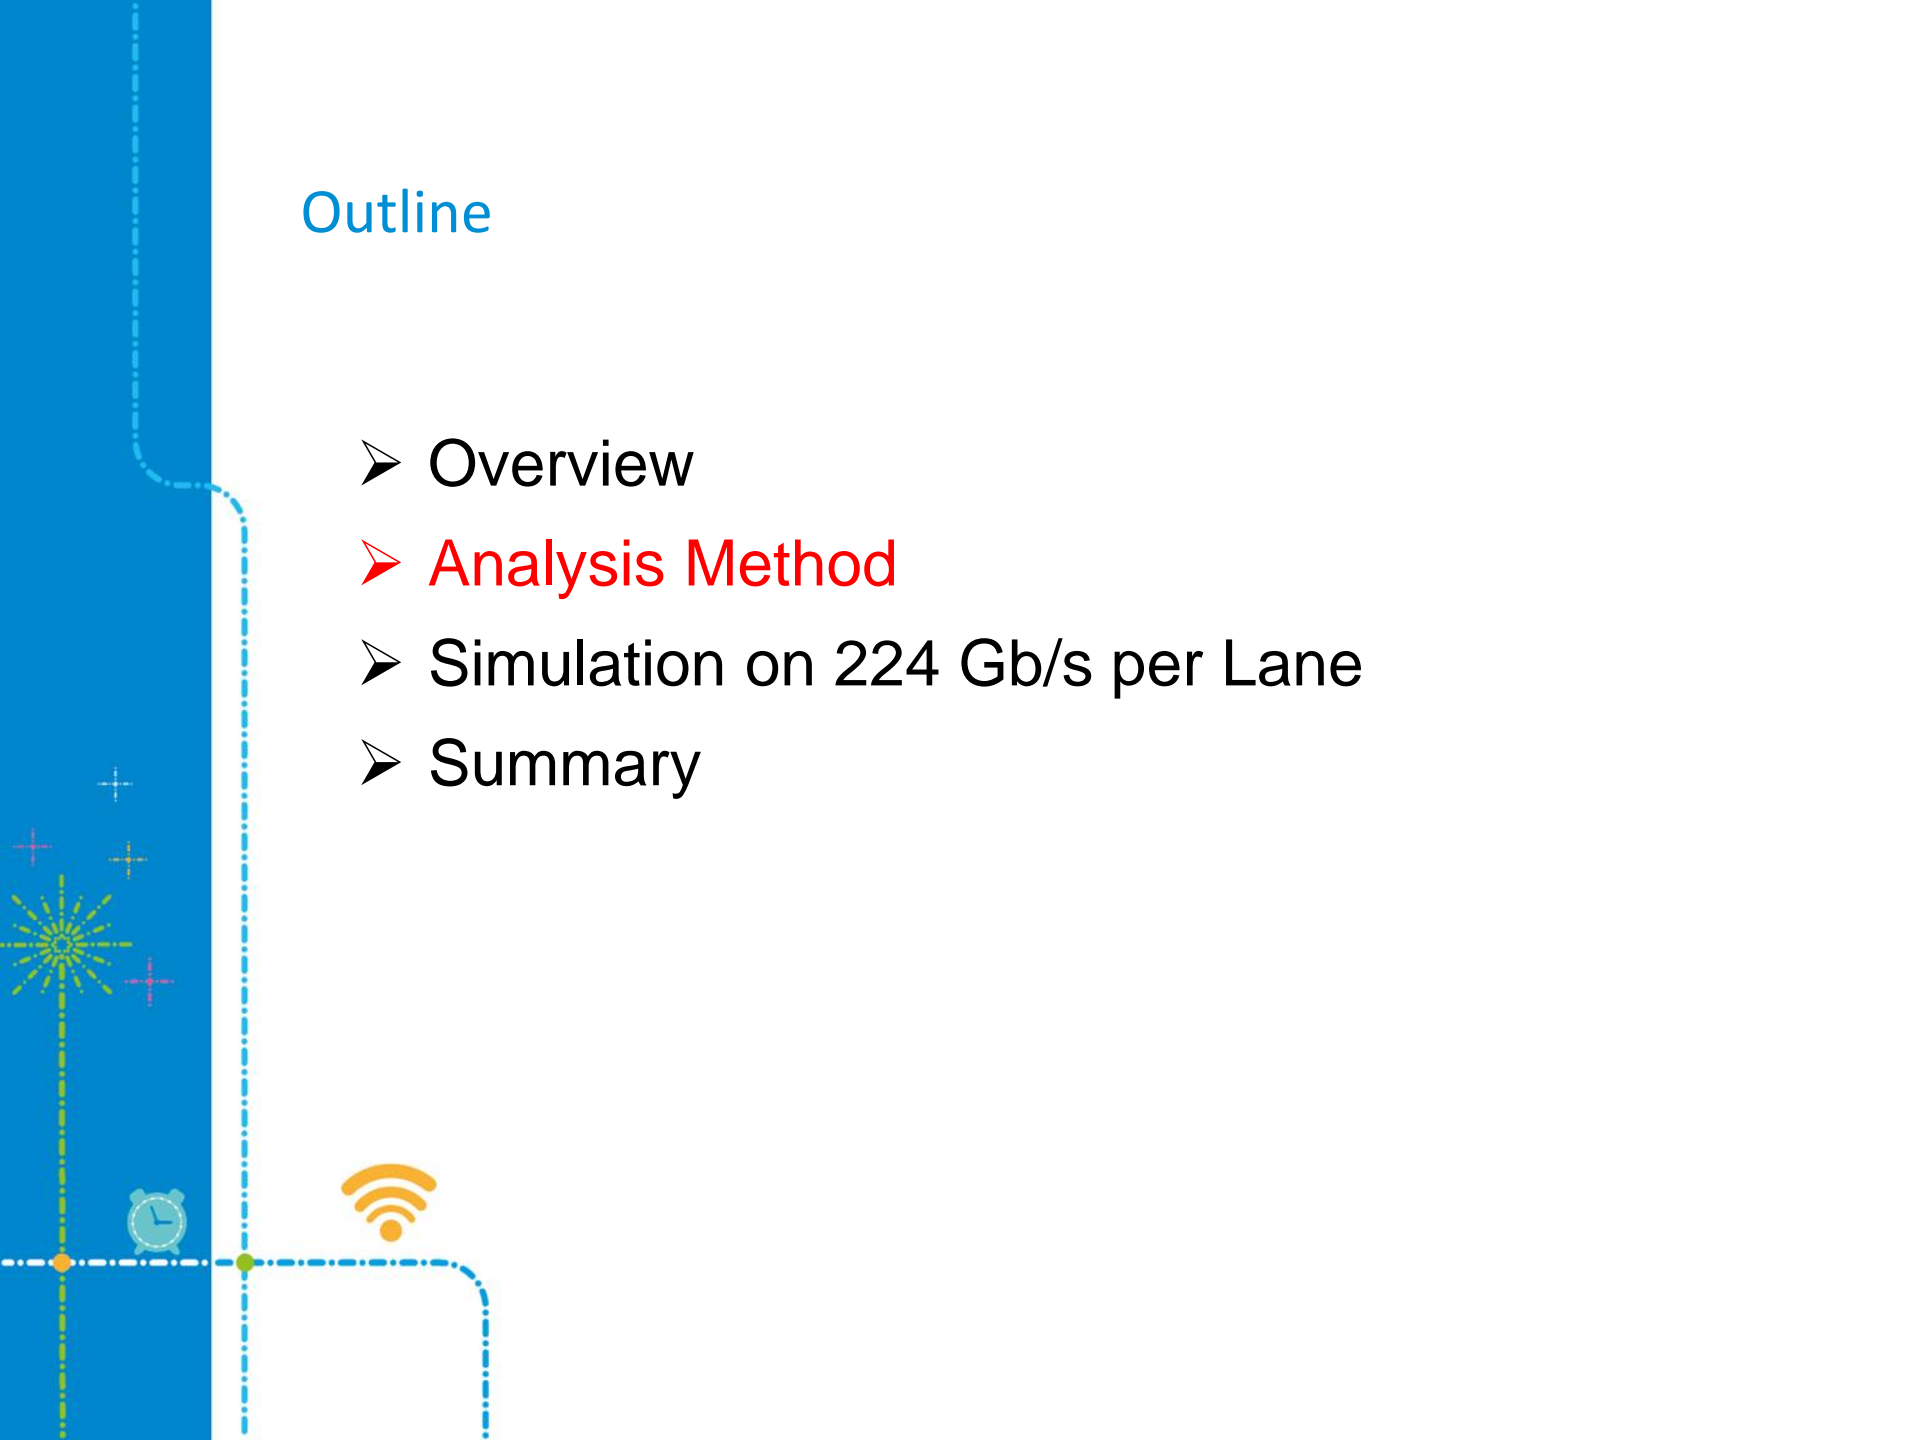 Outline
➢ Overview
➢ Analysis Method
➢ Simulation on 224 Gb/s per Lane
➢ Summary